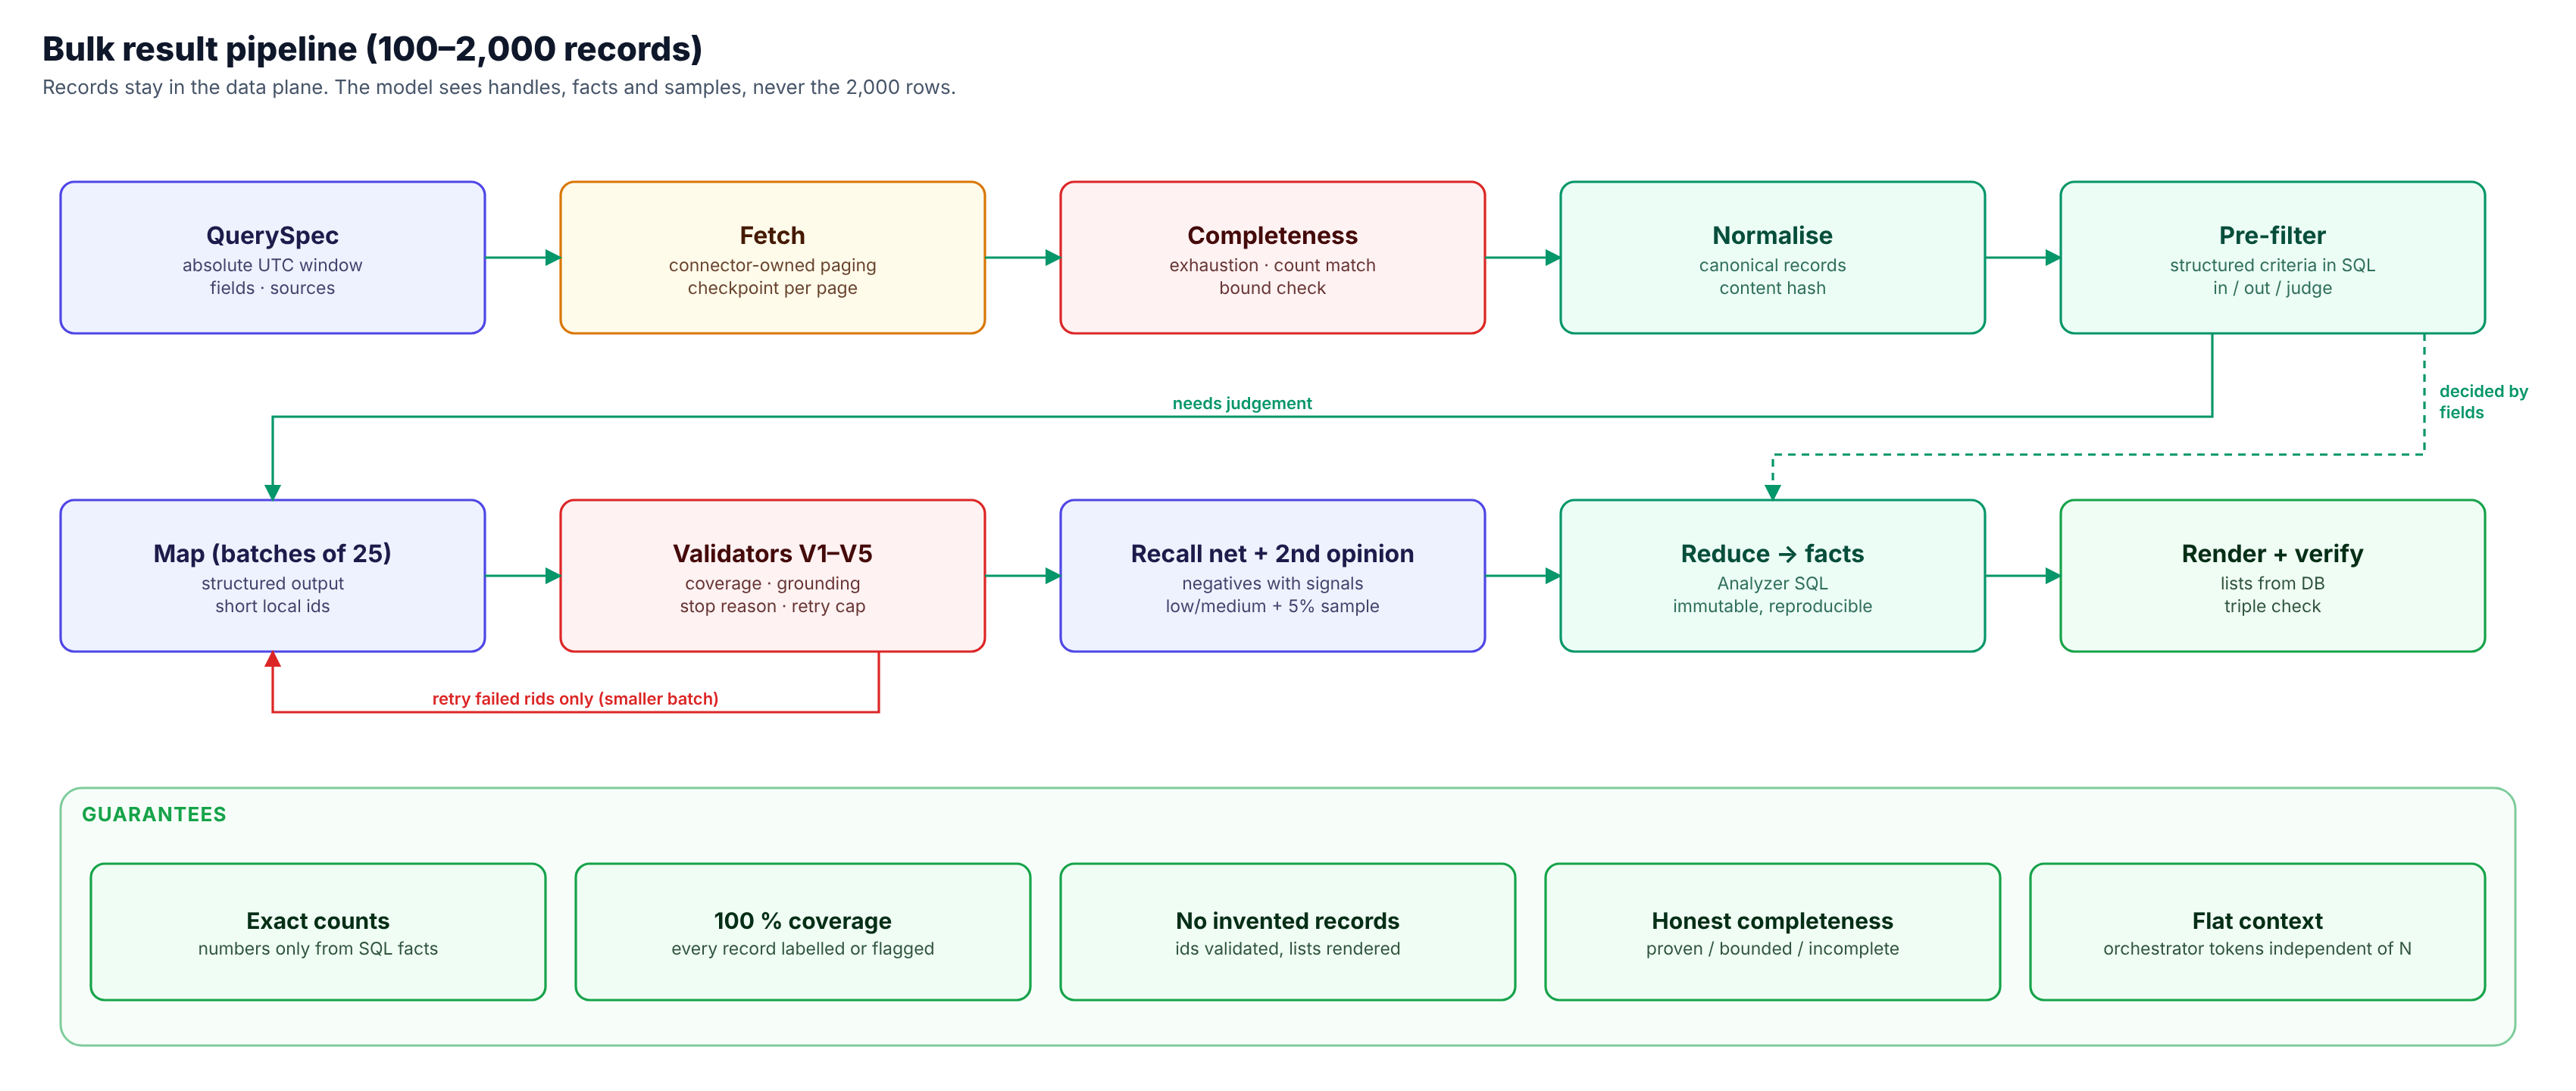 Bulk result pipeline (100–2,000 records)
Records stay in the data plane. The model sees handles, facts and samples, never the 2,000 rows.
QuerySpec
absolute UTC window
fields · sources
Fetch
connector-owned paging
checkpoint per page
Completeness
exhaustion · count match
bound check
Normalise
canonical records
content hash
Pre-filter
structured criteria in SQL
in / out / judge
needs judgement
decided by
fields
Map (batches of 25)
structured output
short local ids
Validators V1–V5
coverage · grounding
stop reason · retry cap
Recall net + 2nd opinion
negatives with signals
low/medium + 5% sample
Reduce → facts
Analyzer SQL
immutable, reproducible
Render + verify
lists from DB
triple check
retry failed rids only (smaller batch)
GUARANTEES
Exact counts
numbers only from SQL facts
100 % coverage
every record labelled or flagged
No invented records
ids validated, lists rendered
Honest completeness
proven / bounded / incomplete
Flat context
orchestrator tokens independent of N